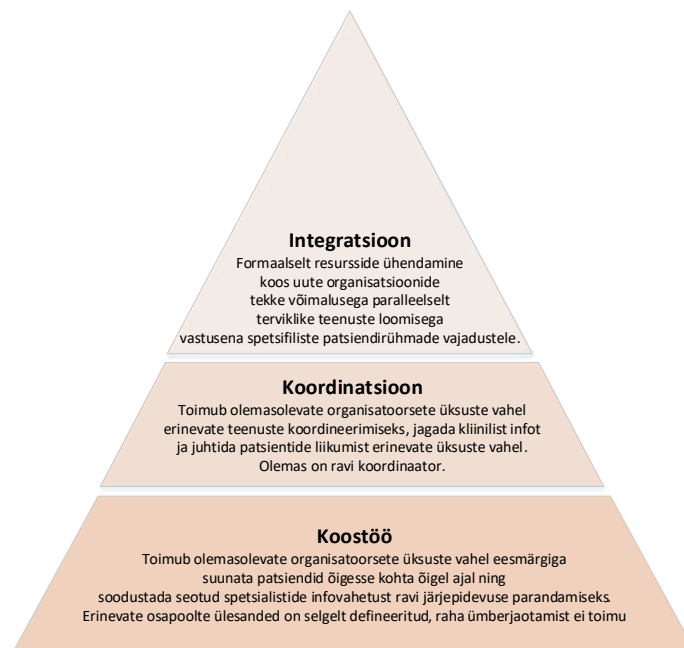 Integratsioon
Formaalselt resursside ühendamine
koos uute organisatsioonide
tekke võimalusega paralleelselt
terviklike teenuste loomisega
vastusena spetsifiliste patsiendirühmade vajadustele.
Koordinatsioon
Toimub olemasolevate organisatoorsete üksuste vahel
erinevate teenuste koordineerimiseks, jagada kliinilist infot
ja juhtida patsientide liikumist erinevate üksuste vahel.
Olemas on ravi koordinaator.
Koostöö
Toimub olemasolevate organisatoorsete üksuste vahel eesmärgiga
suunata patsiendid õigesse kohta õigel ajal ning
soodustada seotud spetsialistide infovahetust ravi järjepidevuse parandamiseks.
Erinevate osapoolte ülesanded on selgelt defineeritud, raha ümberjaotamist ei toimu